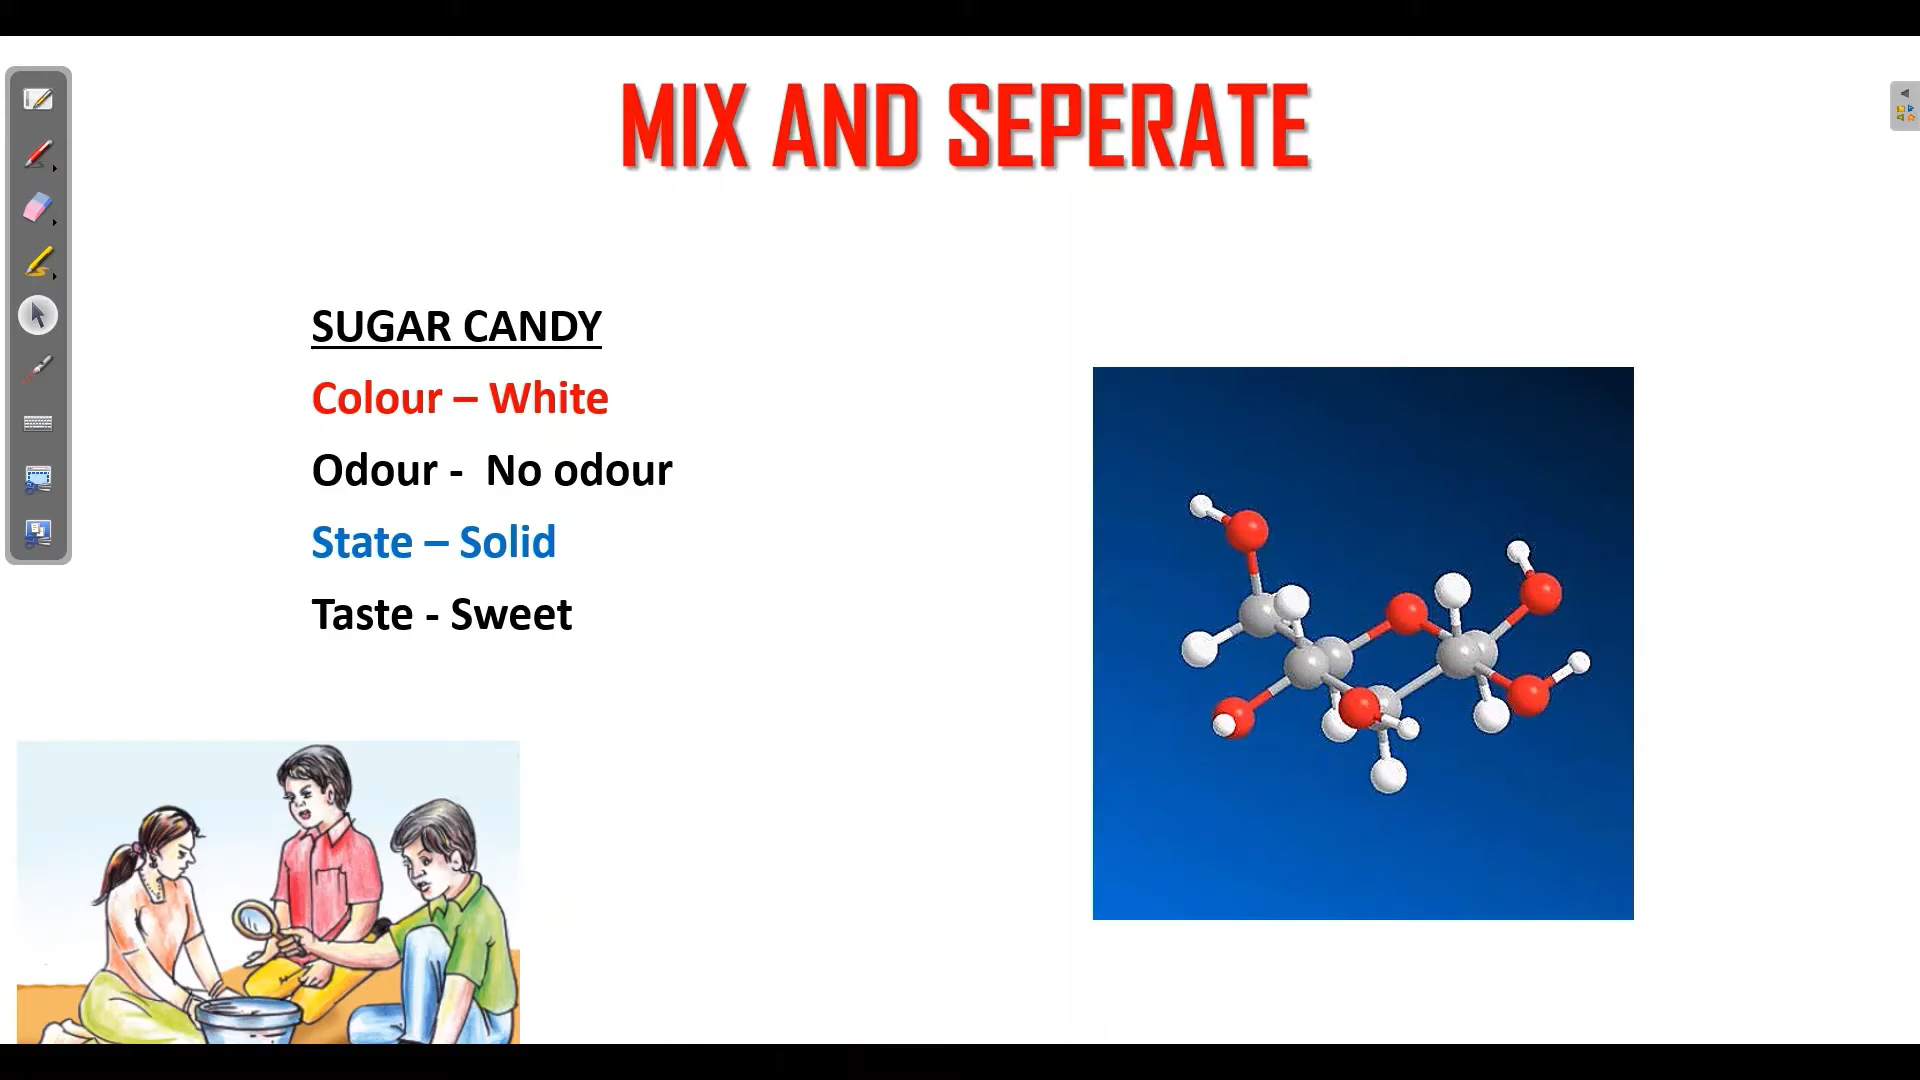 MIX AND SEPERATE
SUGAR CANDY
Colour – White
Odour -  No odour
State – Solid
Taste - Sweet